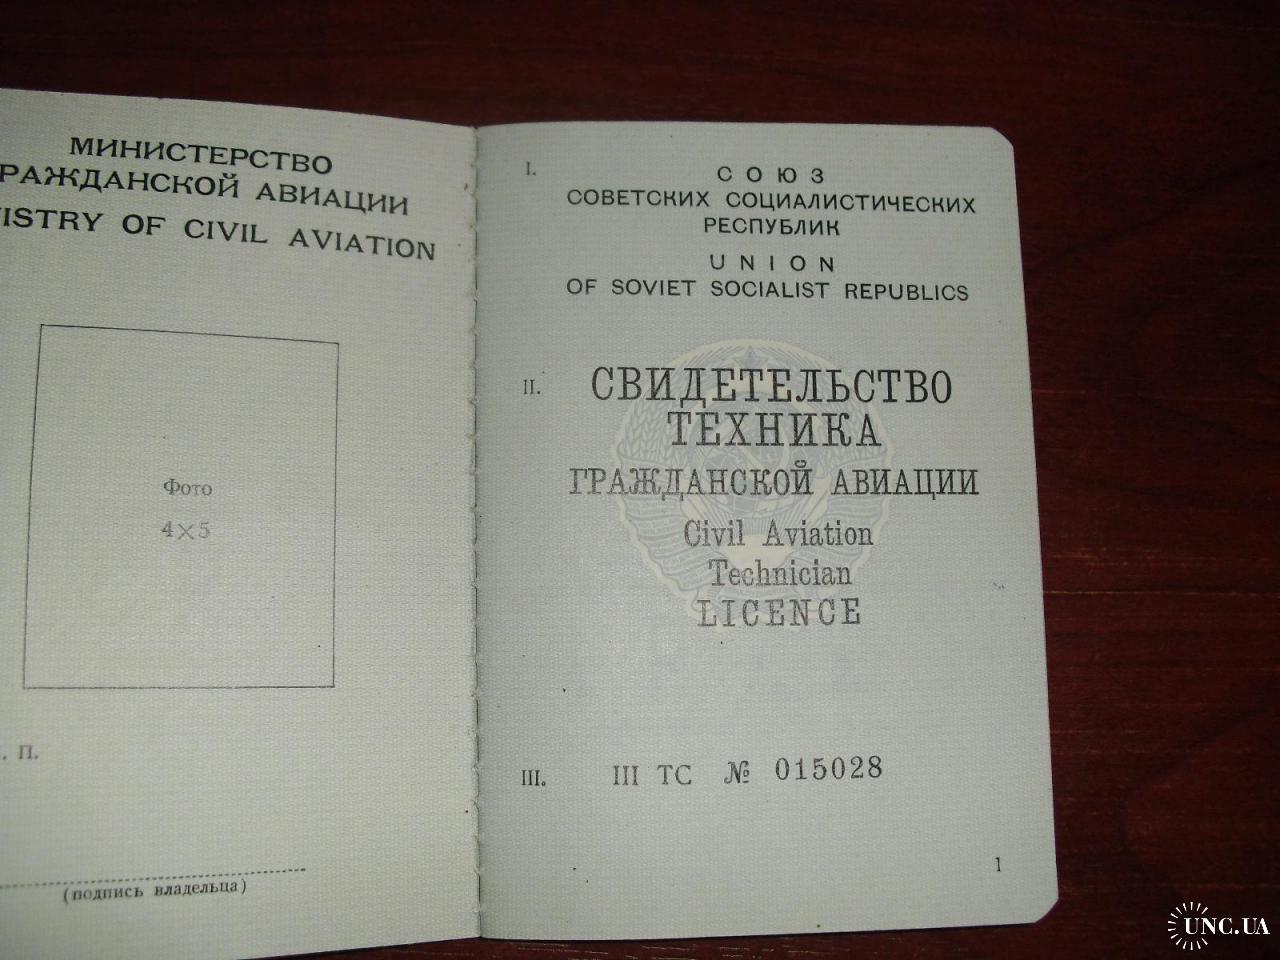 МИНИСТЕРСТВО
РАЖДАНСКОЙ АВИАЦИИ
ISTRY OF CIVIL AVIATION
Фото
4×5
. П.
(подпись владельца)
I.
СОЮЗ
СОВЕТСКИХ СОЦИАЛИСТИЧЕСКИХ
РЕСПУБЛИК
UNION
OF SOVIET SOCIALIST REPUBLICS
II.
СВИДЕТЕЛЬСТВО
ТЕХНИКА
ГРАЖДАНСКОЙ АВИАЦИИ
Civil Aviation
Technician
LICENCE
III.
III ТС № 015028
1
UNC.UA